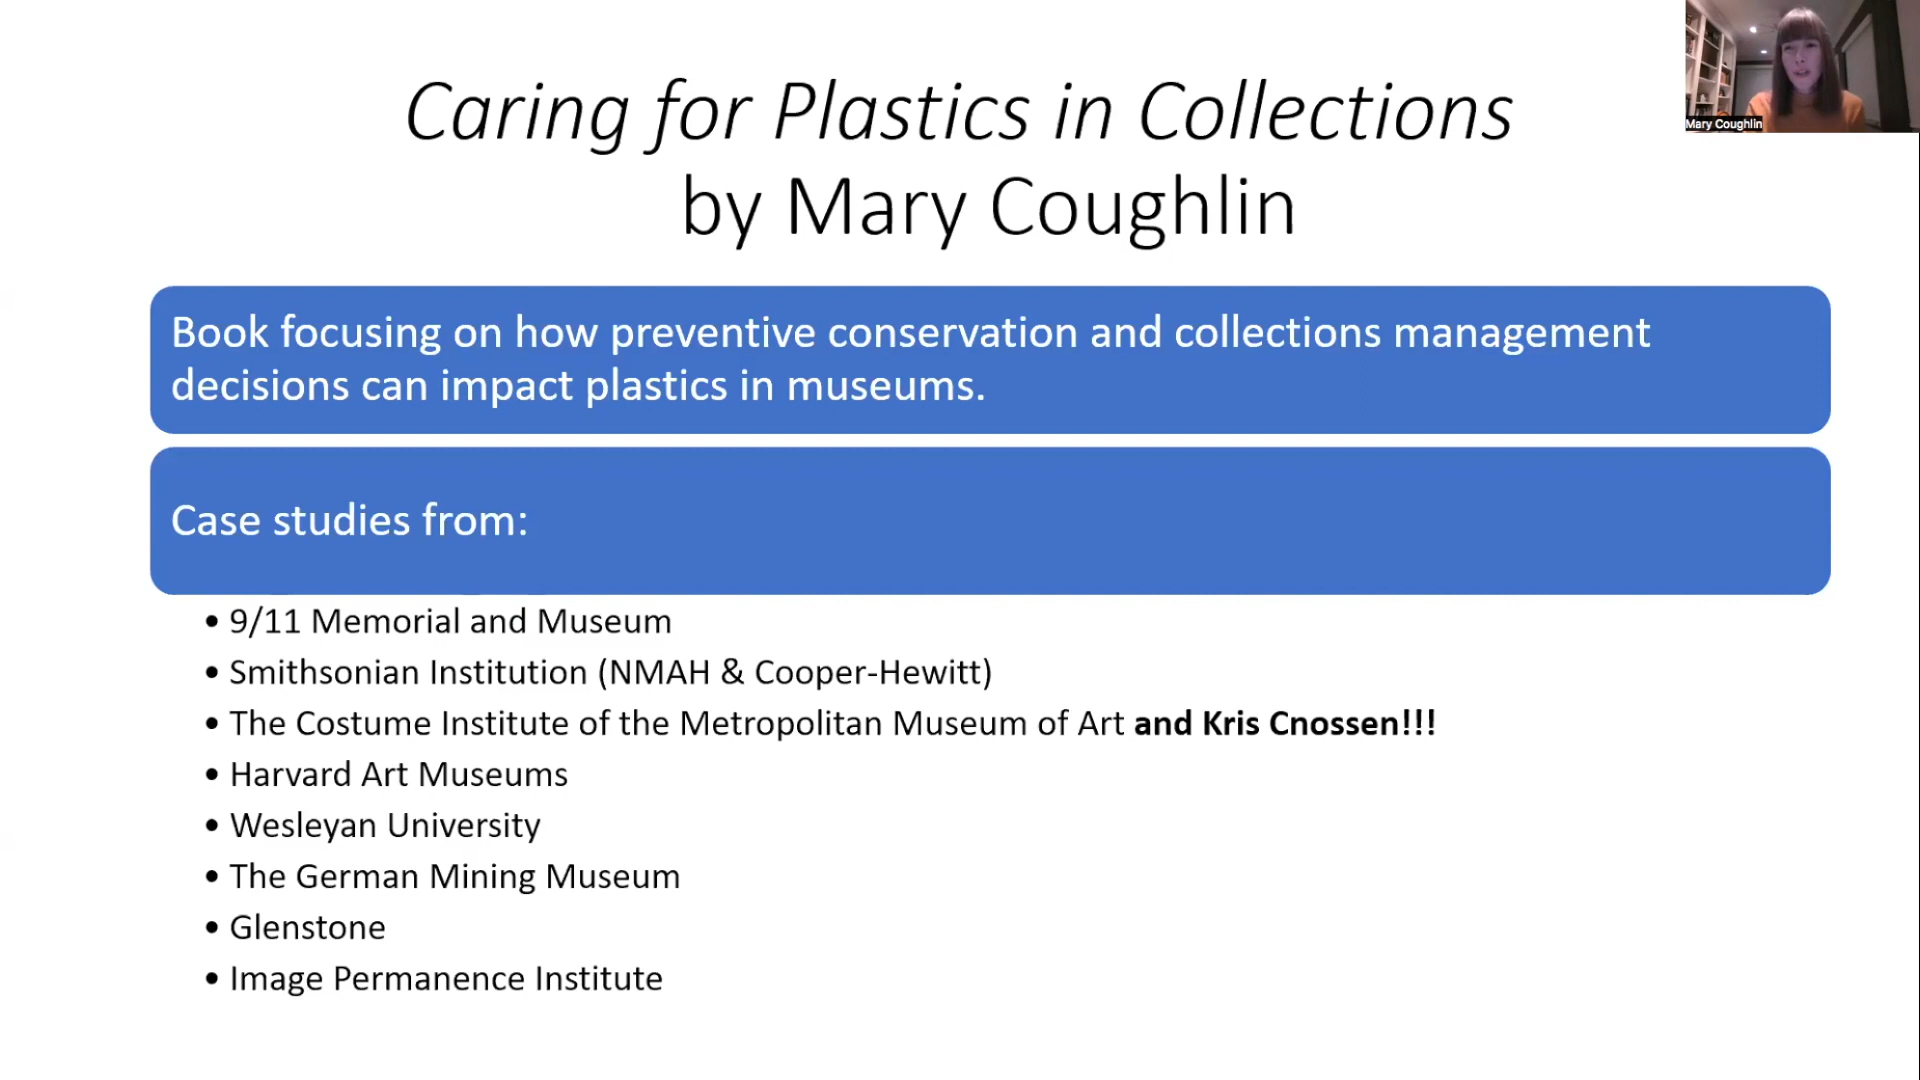 Caring for Plastics in Collections
by Mary Coughlin
Mary Coughlin
Book focusing on how preventive conservation and collections management
decisions can impact plastics in museums.
Case studies from:
• 9/11 Memorial and Museum
• Smithsonian Institution (NMAH & Cooper-Hewitt)
• The Costume Institute of the Metropolitan Museum of Art and Kris Cnossen!!!
• Harvard Art Museums
• Wesleyan University
• The German Mining Museum
• Glenstone
• Image Permanence Institute